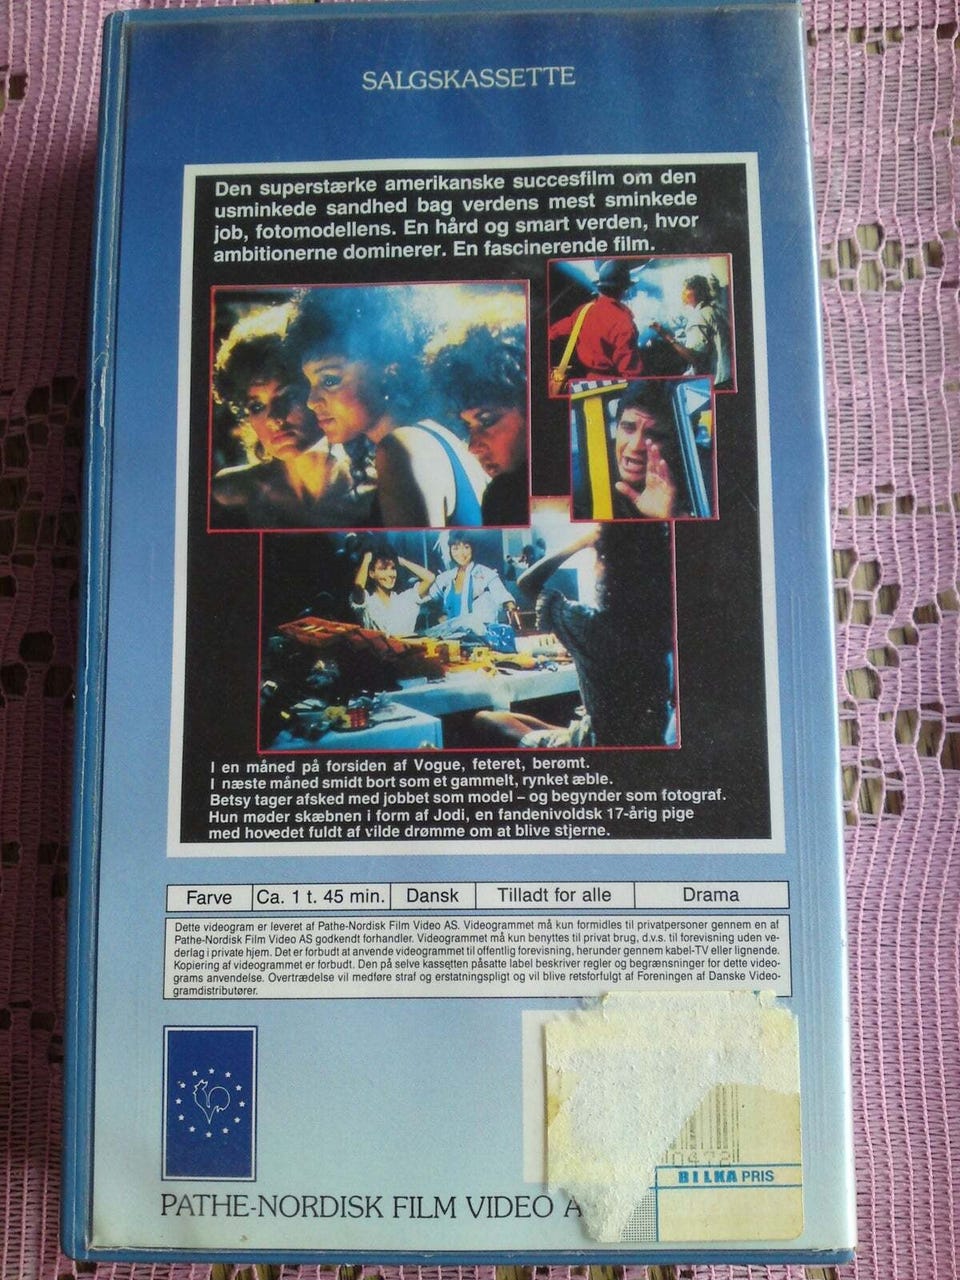 SALGSKASSETTE
Den superstærke amerikanske succesfilm om den
usminkede sandhed bag verdens mest sminkede
job, fotomodellens. En hård og smart verden, hvor
ambitionerne dominerer. En fascinerende film.
I en måned på forsiden af Vogue, feteret, berømt.
I næste måned smidt bort som et gammelt, rynket æble.
Betsy tager afsked med jobbet som model – og begynder som fotograf.
Hun møder skæbnen i form af Jodi, en fandenivoldsk 17-årig pige
med hovedet fuldt af vilde drømme om at blive stjerne.
Farve Ca. 1 t. 45 min. Dansk Tilladt for alle Drama
Dette videogram er leveret af Pathe-Nordisk Film Video AS. Videogrammet må kun formidles til privatpersoner gennem en af
Pathe-Nordisk Film Video AS godkendt forhandler. Videogrammet må kun benyttes til privat brug, d.v.s. til forevisning uden ve-
derlag i private hjem. Det er forbudt at anvende videogrammet til offentlig forevisning, herunder gennem kabel-TV eller lignende.
Kopiering af videogrammet er forbudt. Den på selve kassetten påsatte label beskriver regler og begrænsninger for dette video-
grams anvendelse. Overtrædelse vil medføre straf og erstatningspligt og vil blive retsforfulgt af Foreningen af Danske Video-
gramdistributører.
BILKA PRIS
PATHE-NORDISK FILM VIDEO A